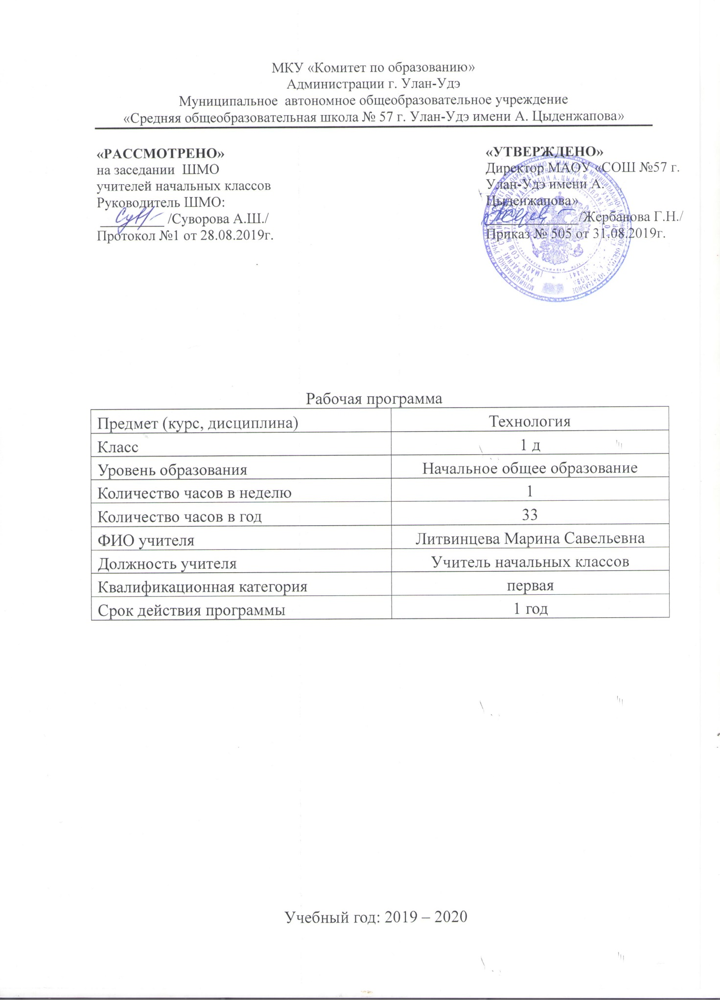 МКУ «Комитет по образованию»
Администрации г. Улан-Удэ
Муниципальное автономное общеобразовательное учреждение
«Средняя общеобразовательная школа № 57 г. Улан-Удэ имени А. Цыденжапова»
«РАССМОТРЕНО»
на заседании ШМО
учителей начальных классов
Руководитель ШМО:
__________ /Суворова А.Ш./
Протокол №1 от 28.08.2019г.
«УТВЕРЖДЕНО»
Директор МАОУ «СОШ №57 г.
Улан-Удэ имени А.
Цыденжапова»
______________/Жербанова Г.Н./
Приказ № 505 от 31.08.2019г.
Рабочая программа
Предмет (курс, дисциплина) Технология
Класс 1 д
Уровень образования Начальное общее образование
Количество часов в неделю 1
Количество часов в год 33
ФИО учителя Литвинцева Марина Савельевна
Должность учителя Учитель начальных классов
Квалификационная категория первая
Срок действия программы 1 год
Учебный год: 2019 – 2020